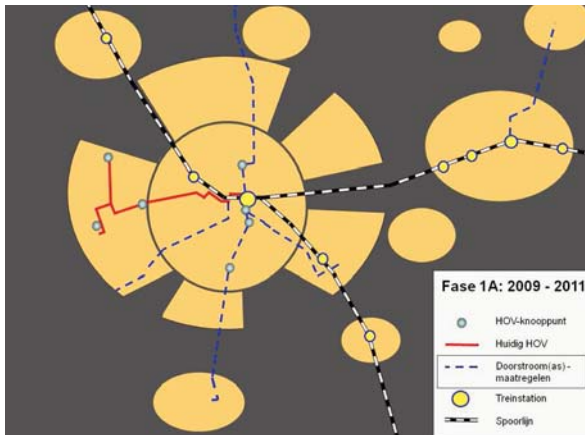 Fase 1A: 2009 - 2011
HOV-knooppunt
Huidig HOV
Doorstroom(as)-
maatregelen
Treinstation
Spoorlijn